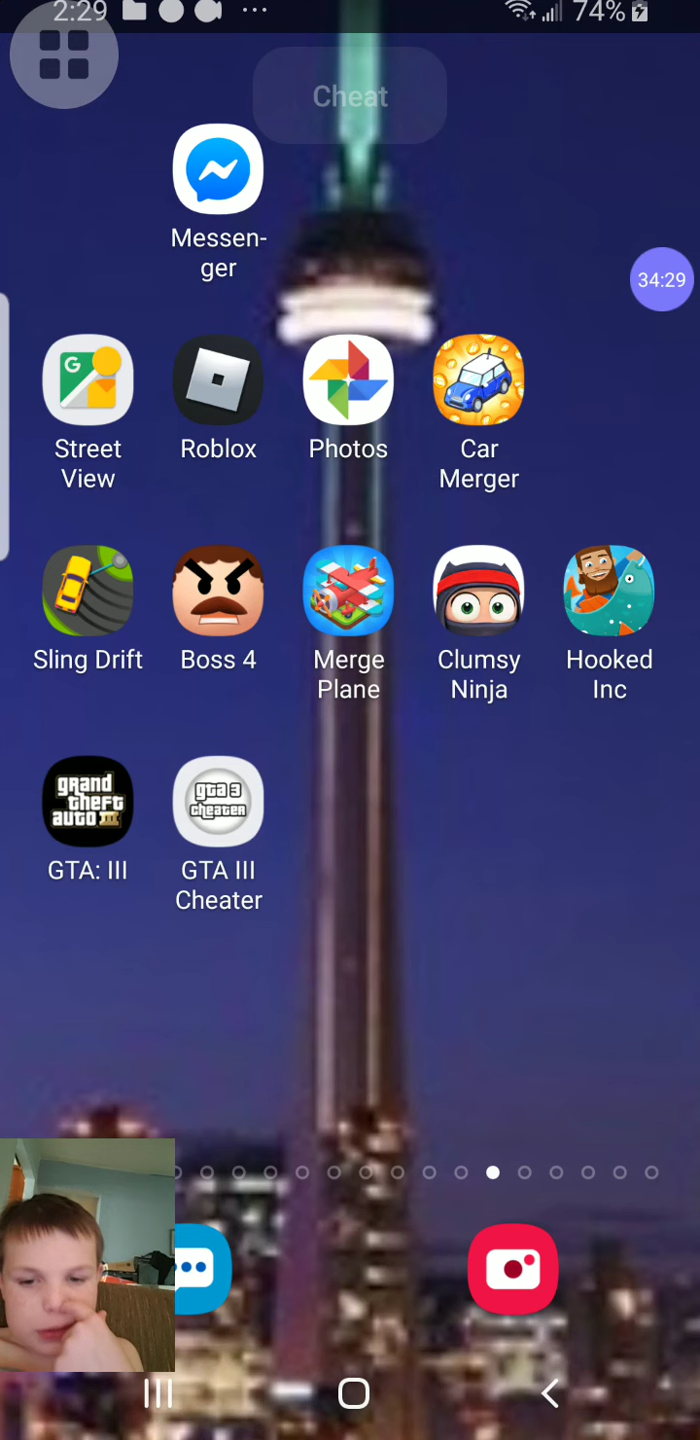 2:29
74%
Cheat
Messen-
ger
34:29
G
Street
View
Roblox
Photos
Car
Merger
Sling Drift
Boss 4
Merge
Plane
Clumsy
Ninja
Hooked
Inc
grand
theft
auto III
GTA: III
gta 3
cheater
GTA III
Cheater